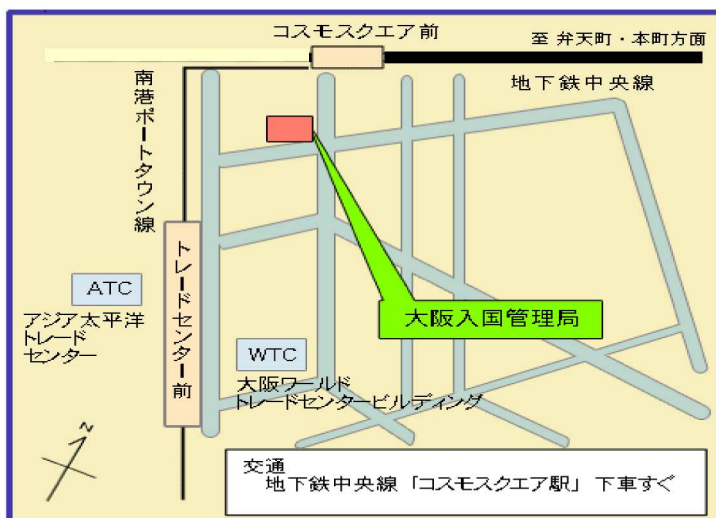 コスモスクエア前
至 弁天町・本町方面
地下鉄中央線
南港ポートタウン線
トレードセンター前
ATC
アジア太平洋
トレード
センター
大阪入国管理局
WTC
大阪ワールド
トレードセンタービルディング
N
交通
地下鉄中央線「コスモスクエア駅」下車すぐ